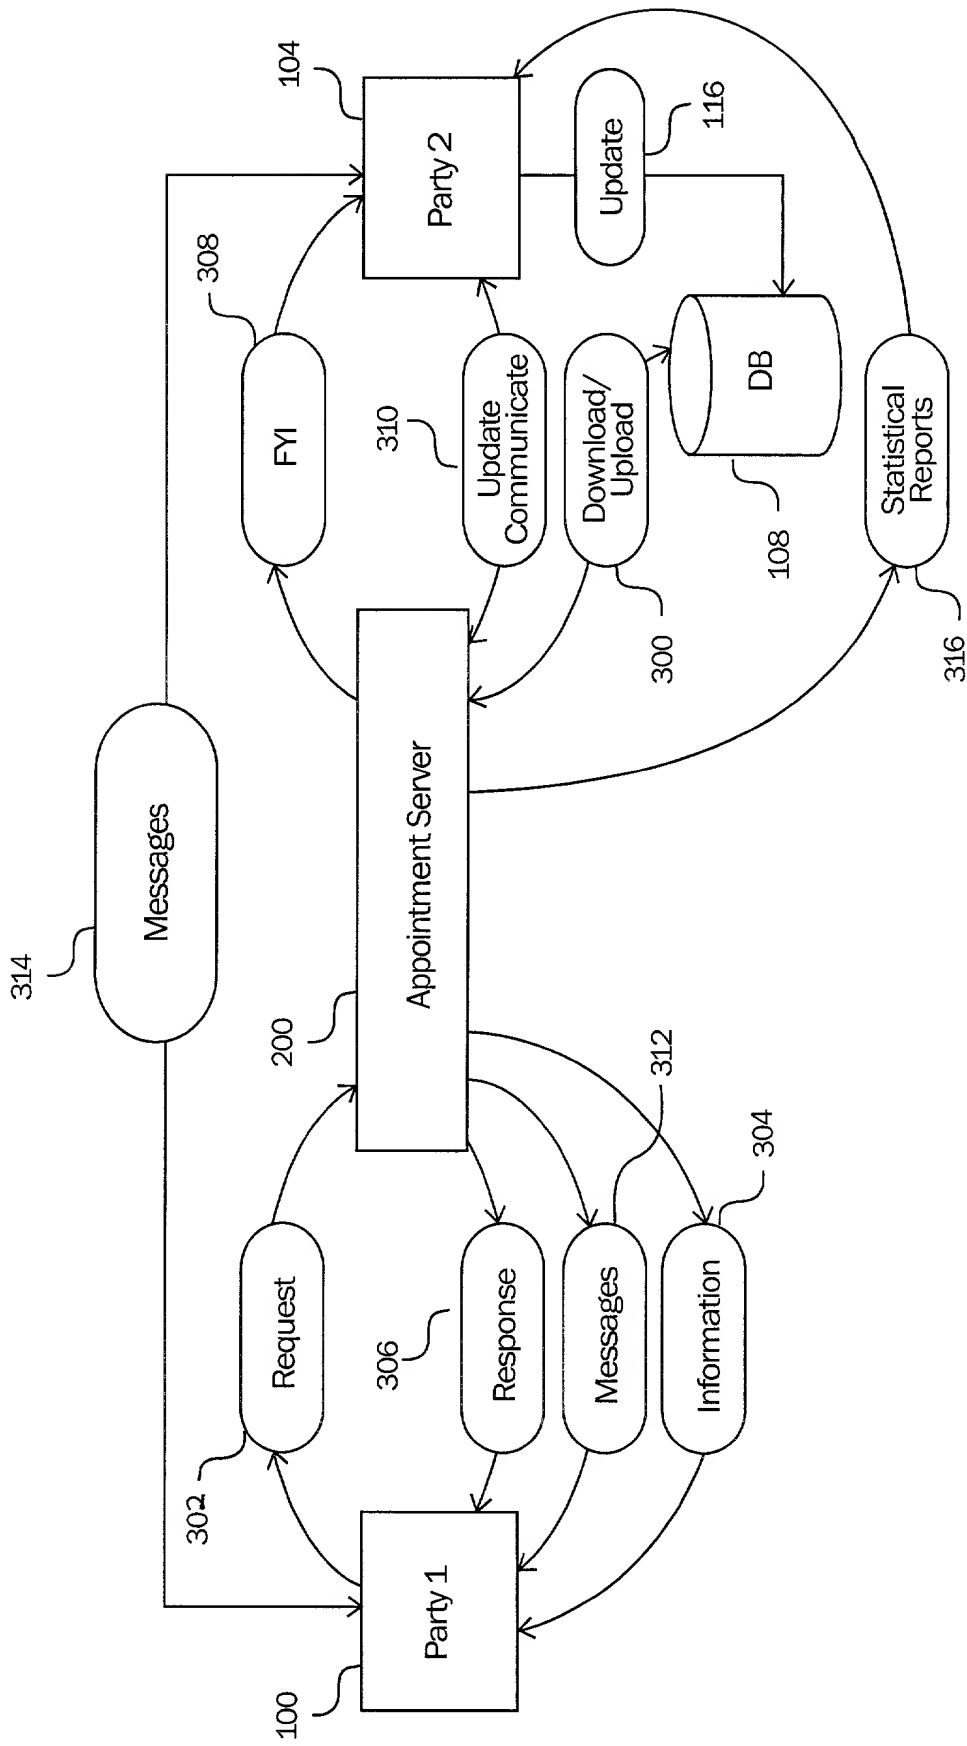 314
Messages
302
Request
200
308
FYI
104
100
Party 1
306
Response
Appointment Server
310
Update
Communicate
Party 2
Messages
312
Download/
Upload
300
Update
116
Information
304
DB
108
Statistical
Reports
316